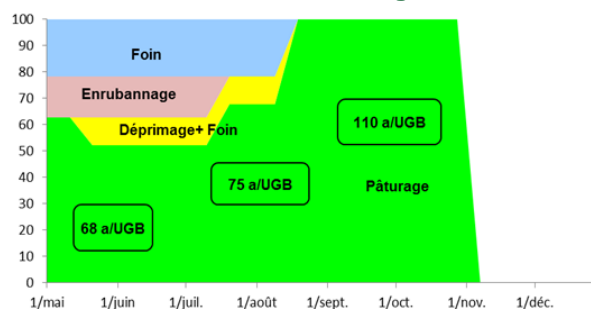 100
90
80
70
60
50
40
30
20
10
0
Foin
Enrubannage
Déprimage+ Foin
110 a/UGB
75 a/UGB
Pâturage
68 a/UGB
1/mai 1/juin 1/juil. 1/août 1/sept. 1/oct. 1/nov. 1/déc.